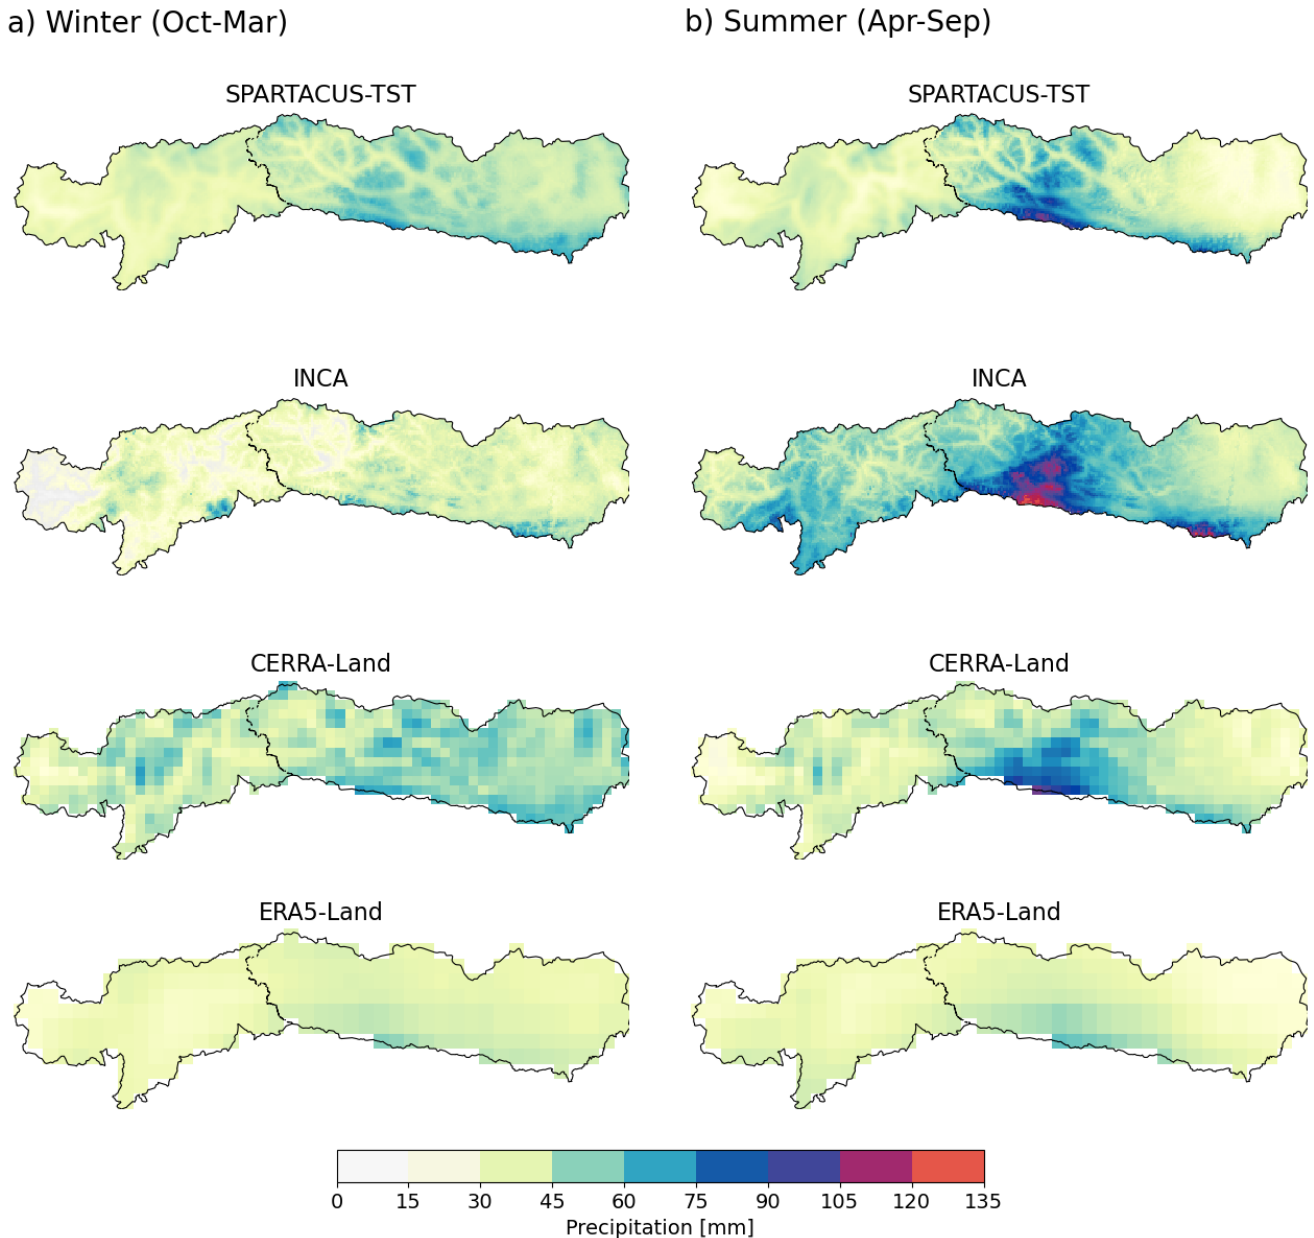 a) Winter (Oct-Mar)
b) Summer (Apr-Sep)
SPARTACUS-TST
SPARTACUS-TST
INCA
INCA
CERRA-Land
CERRA-Land
ERA5-Land
ERA5-Land
0 15 30 45 60 75 90 105 120 135
Precipitation [mm]